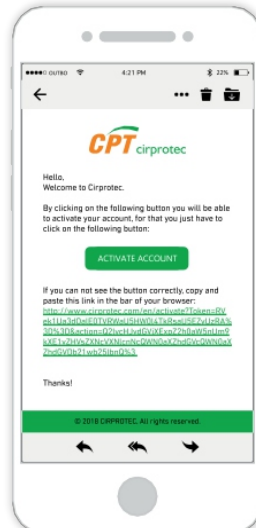 OUTBO 4:21 PM 22%
CPT cirprotec
Hello,
Welcome to Cirprotec.
By clicking on the following button you will be able
to activate your account, for that you just have to
click on the following button:
ACTIVATE ACCOUNT
If you can not see the button correctly, copy and
paste this link in the bar of your browser:
http://www.cirprotec.com/en/activate?Token=RV
Thanks!
© 2018 CIRPROTEC. All rights reserved.